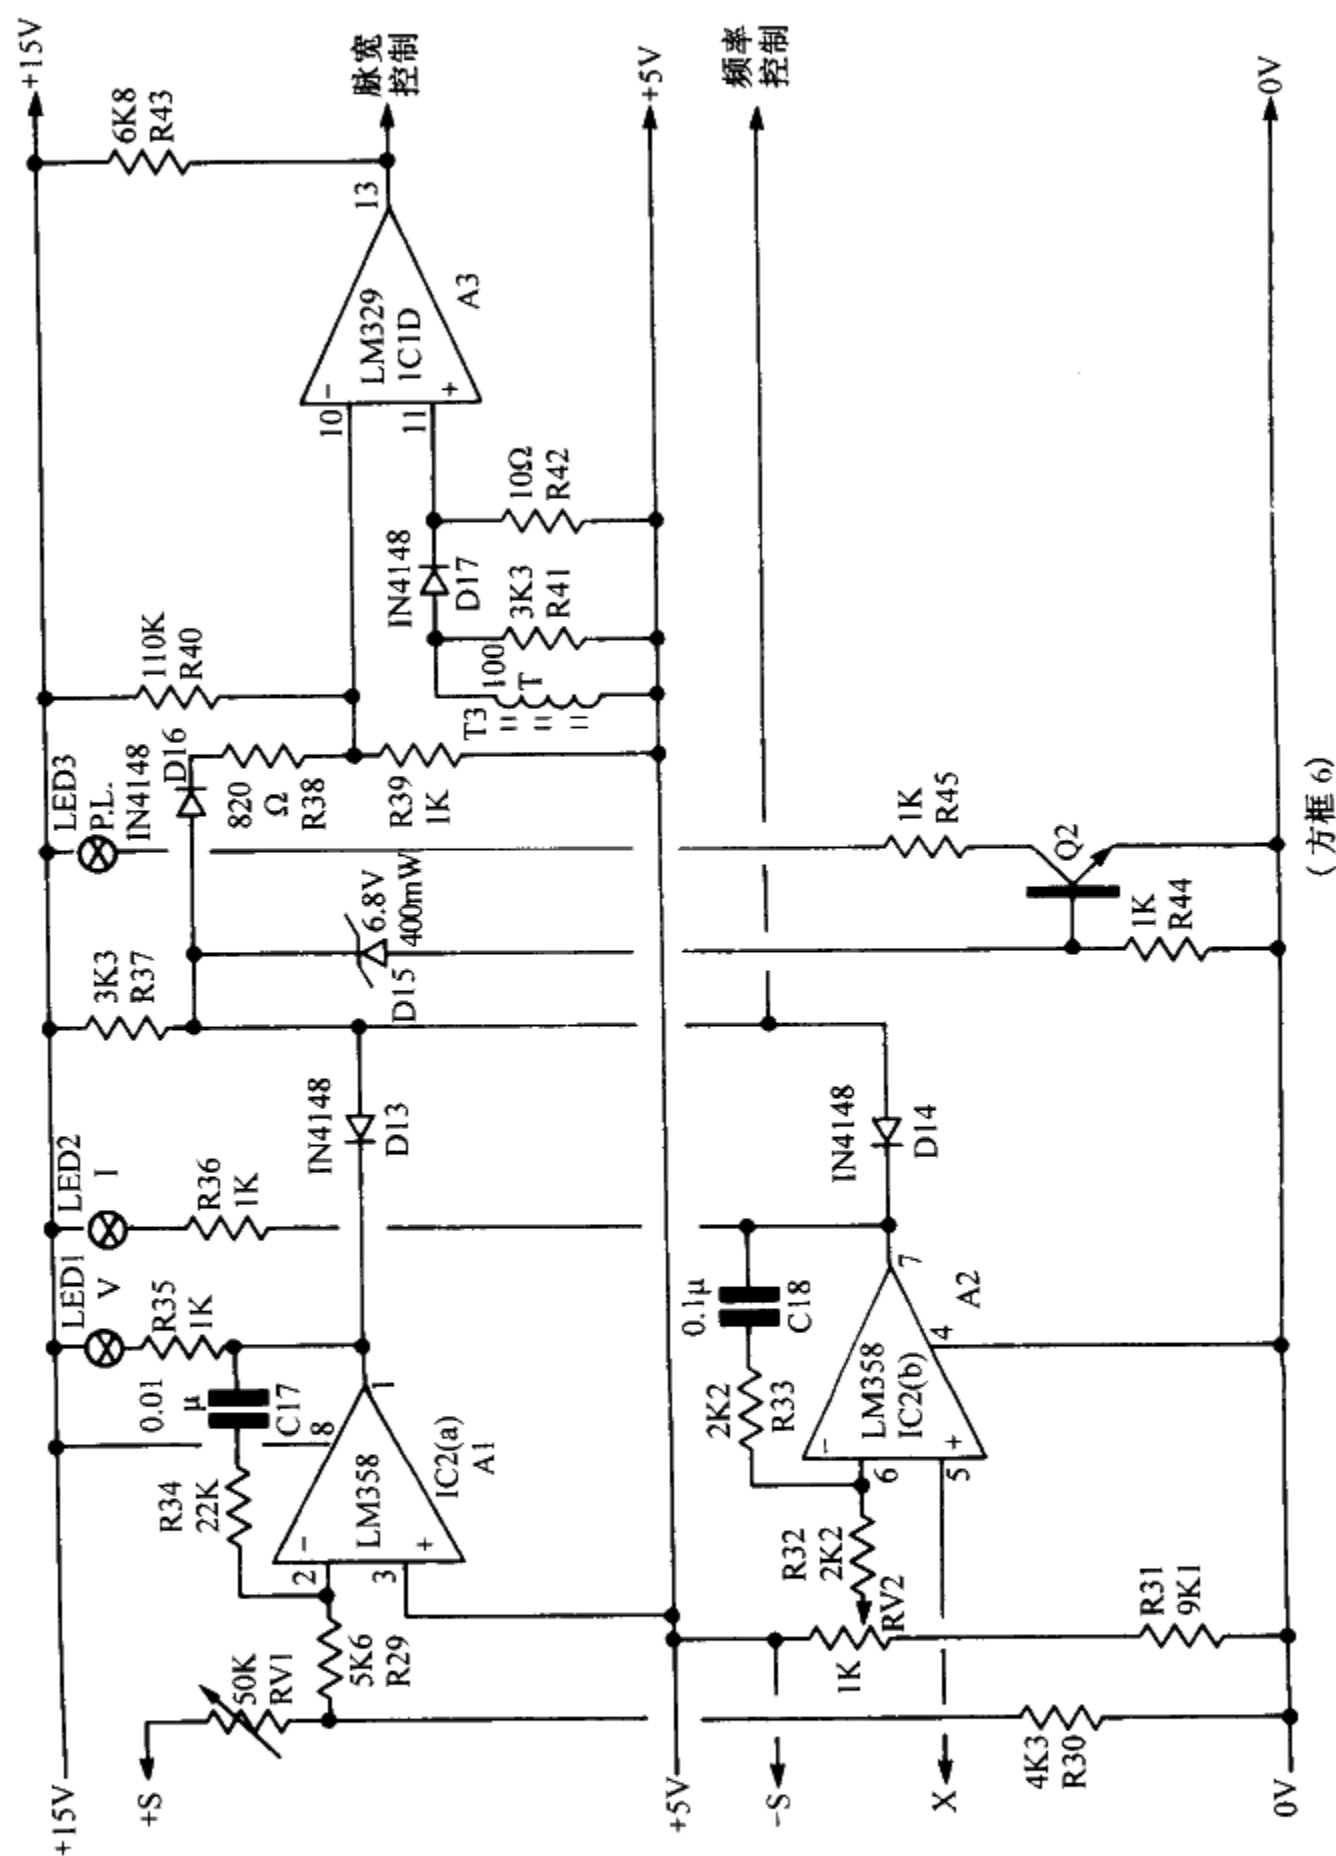 +15V
+15V
+S
50K
RV1
5K6
R29
R34
22K
0.01
μ
C17
LED1
V
R35
1K
LED2
I
R36
1K
2
3
8
1
LM358
IC2(a)
A1
IN4148
D13
3K3
R37
LED3
P.L.
IN4148
D16
6.8V
400mW
D15
820
Ω
R38
R39
1K
110K
R40
T3
100
T
3K3
R41
IN4148
D17
10Ω
R42
10
11
LM329
1C1D
A3
13
6K8
R43
脉宽
控制
+5V
+5V
频率
控制
-S
1K
RV2
R32
2K2
2K2
R33
0.1μ
C18
6
5
7
4
LM358
IC2(b)
A2
IN4148
D14
X
4K3
R30
R31
9K1
1K
R45
Q2
1K
R44
0V
0V
(方框 6)